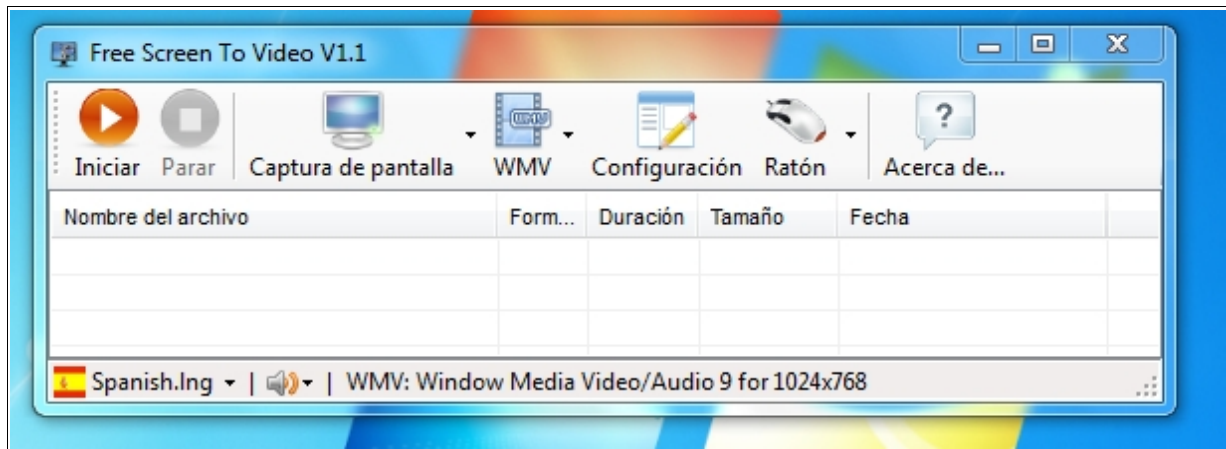 Free Screen To Video V1.1
Iniciar Parar Captura de pantalla WMV Configuración Ratón Acerca de...
Nombre del archivo Form... Duración Tamaño Fecha
Spanish.lng | | WMV: Window Media Video/Audio 9 for 1024x768